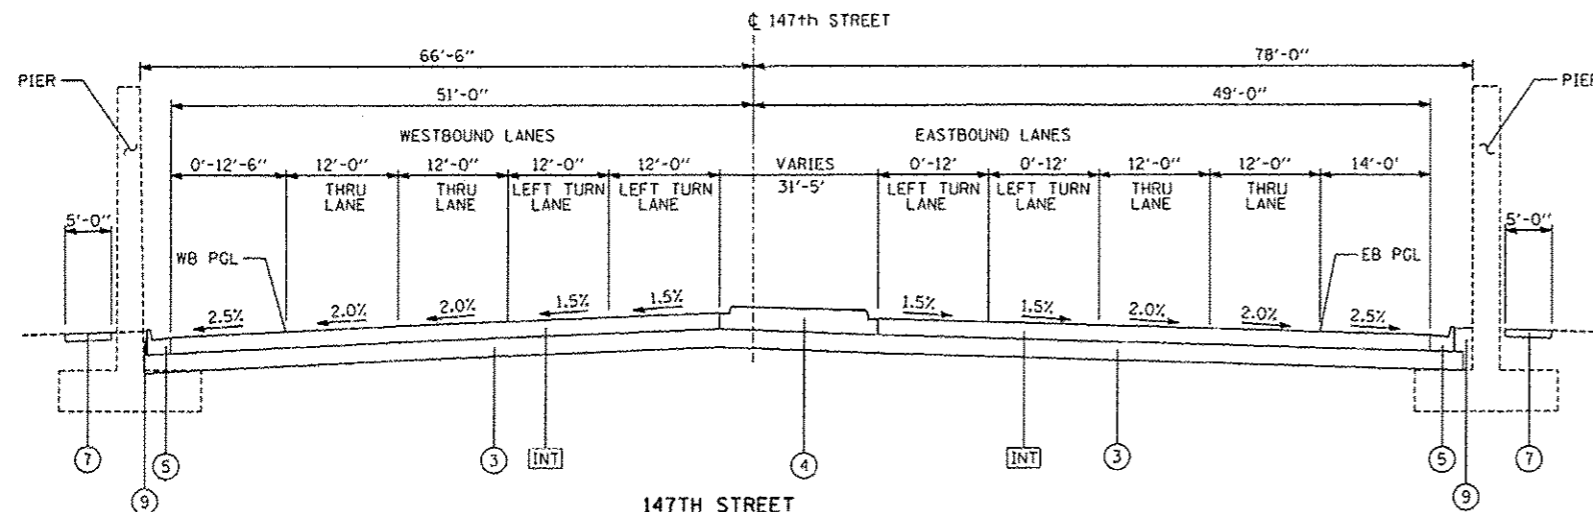 ℄ 147th STREET
66'-6" 78'-0"
PIER PIER
51'-0" 49'-0"
WESTBOUND LANES EASTBOUND LANES
0'-12'-6" 12'-0" 12'-0" 12'-0" 12'-0" VARIES 0'-12' 0'-12' 12'-0" 12'-0" 14'-0'
THRU LANE THRU LANE LEFT TURN LANE LEFT TURN LANE 31'-5' LEFT TURN LANE LEFT TURN LANE THRU LANE THRU LANE
5'-0" 5'-0"
WB PGL EB PGL
2.5% 2.0% 2.0% 1.5% 1.5% 1.5% 1.5% 2.0% 2.0% 2.5%
7 5 3 INT 4 INT 3 5 7
9 9
147TH STREET